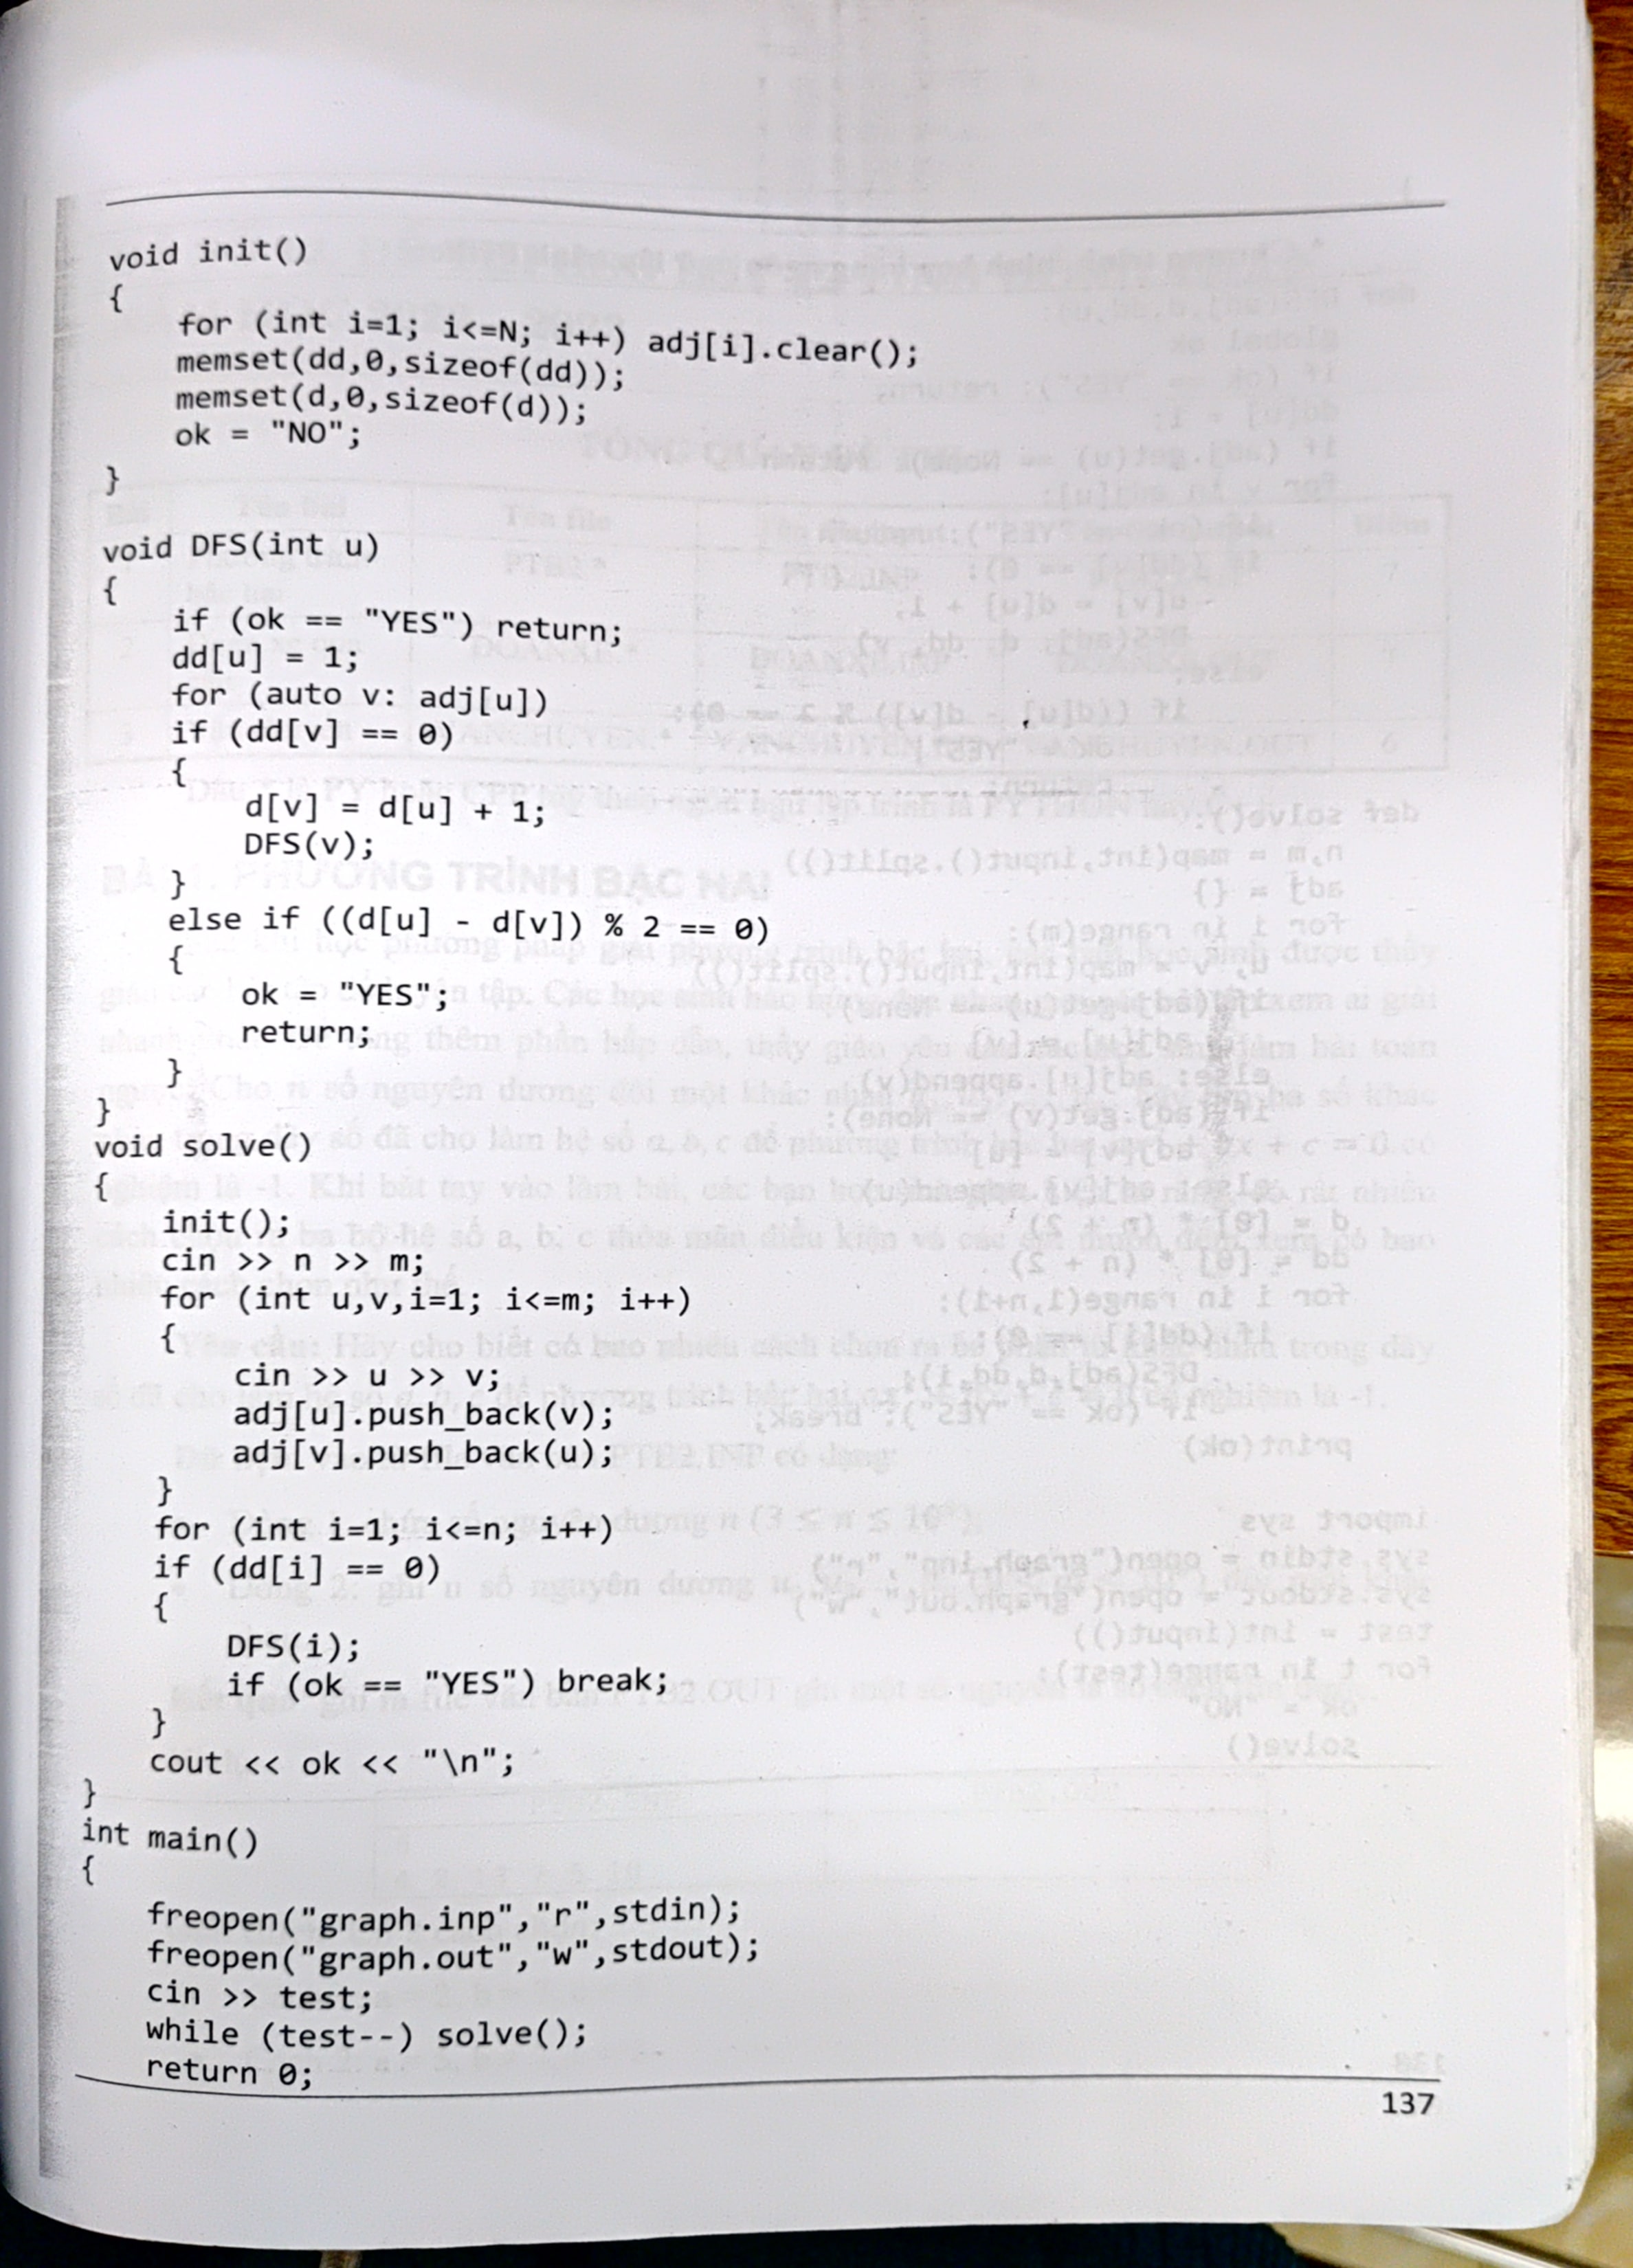 void init()
{
    for (int i=1; i<=N; i++) adj[i].clear();
    memset(dd,0,sizeof(dd));
    memset(d,0,sizeof(d));
    ok = "NO";
}
void DFS(int u)
{
    if (ok == "YES") return;
    dd[u] = 1;
    for (auto v: adj[u])
    if (dd[v] == 0)
    {
        d[v] = d[u] + 1;
        DFS(v);
    }
    else if ((d[u] - d[v]) % 2 == 0)
    {
        ok = "YES";
        return;
    }
}
void solve()
{
    init();
    cin >> n >> m;
    for (int u,v,i=1; i<=m; i++)
    {
        cin >> u >> v;
        adj[u].push_back(v);
        adj[v].push_back(u);
    }
    for (int i=1; i<=n; i++)
    if (dd[i] == 0)
    {
        DFS(i);
        if (ok == "YES") break;
    }
    cout << ok << "\n";
}
int main()
{
    freopen("graph.inp","r",stdin);
    freopen("graph.out","w",stdout);
    cin >> test;
    while (test--) solve();
    return 0;
137